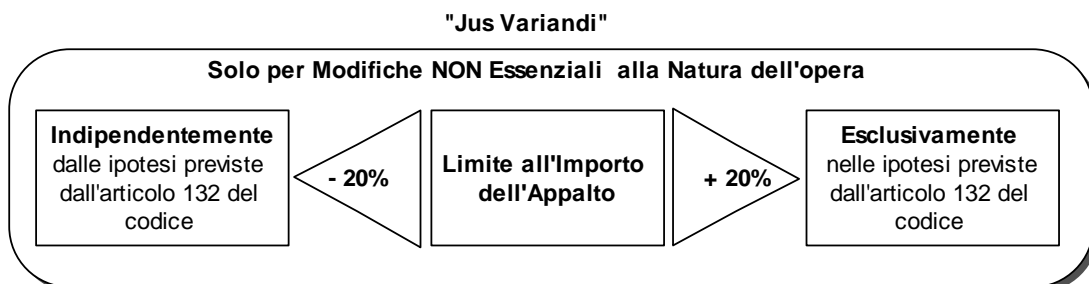 "Jus Variandi"
Solo per Modifiche NON Essenziali alla Natura dell'opera
Indipendentemente
dalle ipotesi previste
dall'articolo 132 del
codice
- 20%
Limite all'Importo
dell'Appalto
+ 20%
Esclusivamente
nelle ipotesi previste
dall'articolo 132 del
codice